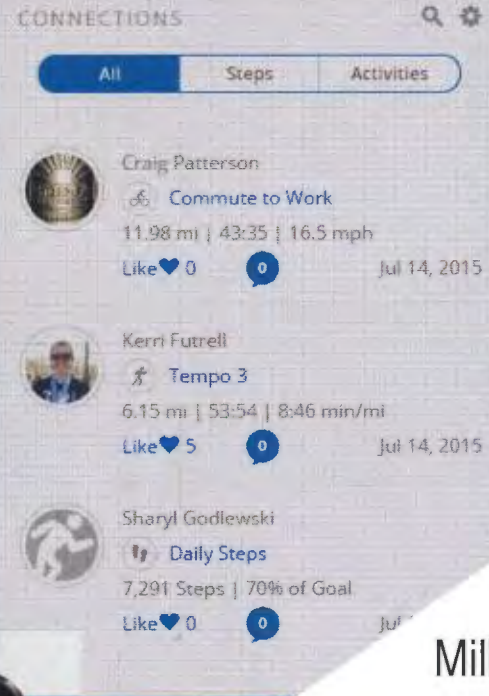 CONNECTIONS
All Steps Activities
Craig Patterson
Commute to Work
11.98 mi | 43:35 | 16.5 mph
Like 0 0 Jul 14, 2015
Kerri Futrell
Tempo 3
6.15 mi | 53:54 | 8:46 min/mi
Like 5 0 Jul 14, 2015
Sharyl Godlewski
Daily Steps
7,291 Steps | 70% of Goal
Like 0 0 Jul
Mil